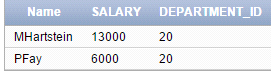 Name SALARY DEPARTMENT_ID
MHartstein 13000 20
PFay 6000 20